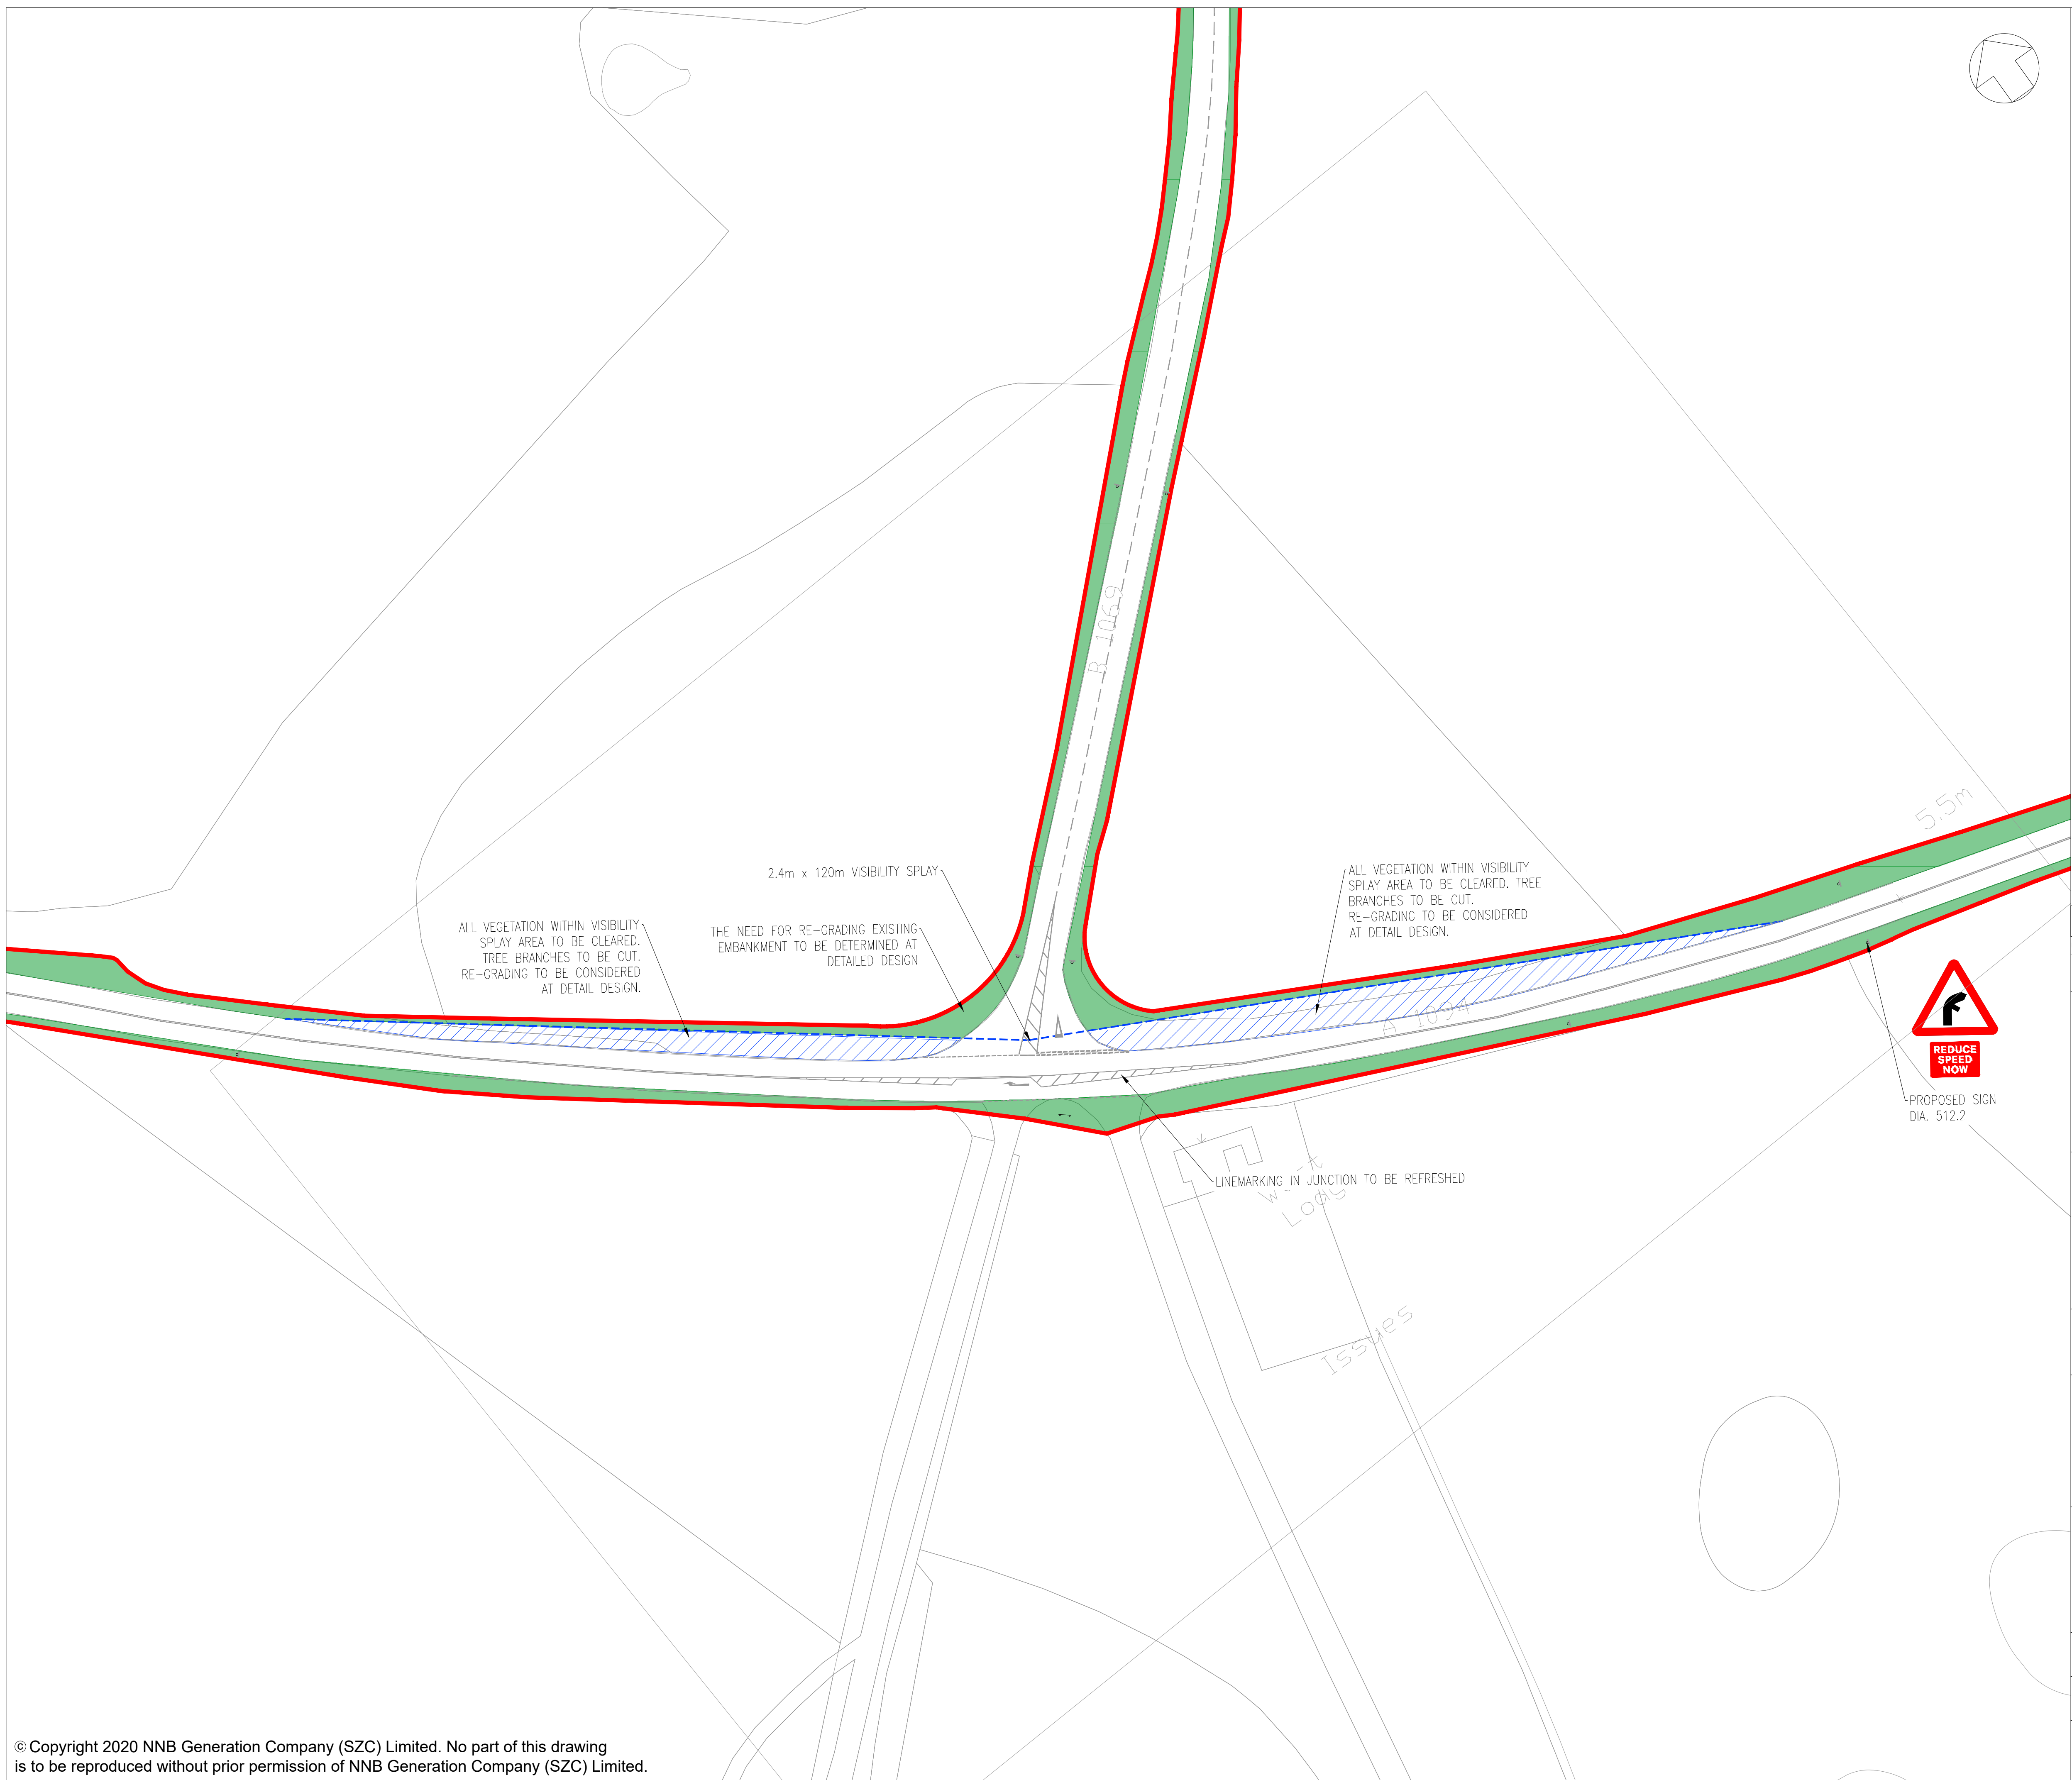 B 1069
5.5m
2.4m x 120m VISIBILITY SPLAY
ALL VEGETATION WITHIN VISIBILITY
SPLAY AREA TO BE CLEARED.
TREE BRANCHES TO BE CUT.
RE-GRADING TO BE CONSIDERED
AT DETAIL DESIGN.
THE NEED FOR RE-GRADING EXISTING
EMBANKMENT TO BE DETERMINED AT
DETAILED DESIGN
ALL VEGETATION WITHIN VISIBILITY
SPLAY AREA TO BE CLEARED. TREE
BRANCHES TO BE CUT.
RE-GRADING TO BE CONSIDERED
AT DETAIL DESIGN.
A 1094
REDUCE
SPEED
NOW
PROPOSED SIGN
DIA. 512.2
LINEMARKING IN JUNCTION TO BE REFRESHED
Issues
© Copyright 2020 NNB Generation Company (SZC) Limited. No part of this drawing
is to be reproduced without prior permission of NNB Generation Company (SZC) Limited.